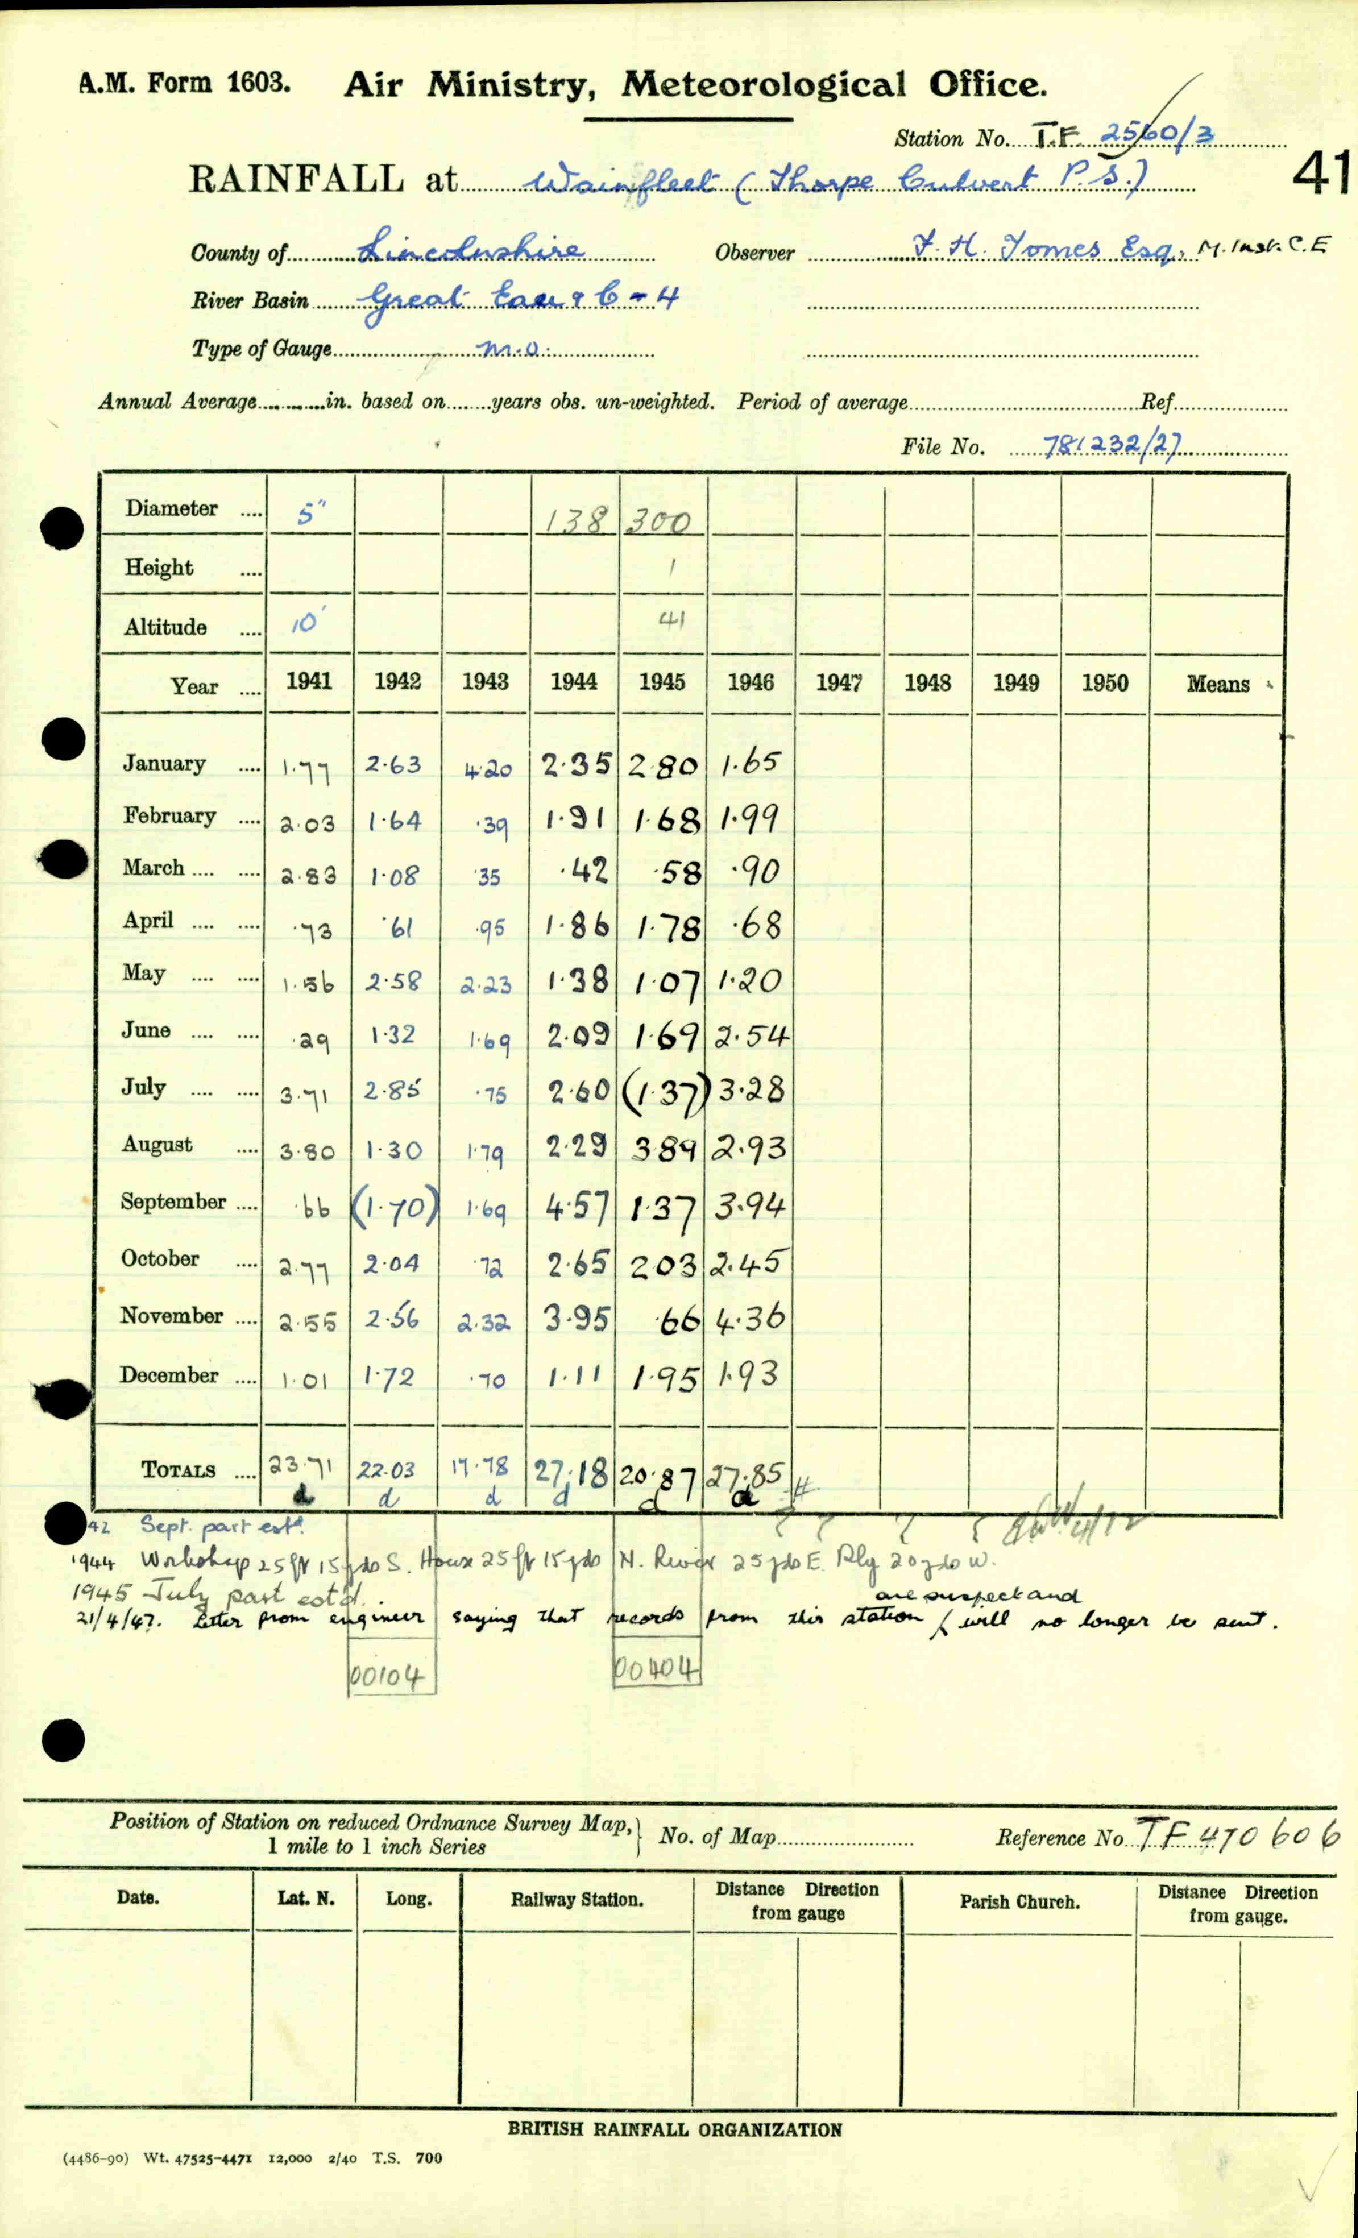 A.M. Form 1603. Air Ministry, Meteorological Office.
Station No. T.F. 2560/3
41
RAINFALL at Wainfleet (Thorpe Culvert P.S.)
County of Lincolnshire Observer F. H. Tomes Esq, M.Inst.C.E
River Basin Great Eau & C-4
Type of Gauge M.O.
Annual Average in. based on years obs. un-weighted. Period of average Ref
File No. 781232/27
Diameter 5" 138 300
Height 1
Altitude 10' 41
Year 1941 1942 1943 1944 1945 1946 1947 1948 1949 1950 Means
January 1.77 2.63 4.20 2.35 2.80 1.65
February 2.03 1.64 .39 1.91 1.68 1.99
March 2.83 1.08 .35 .42 .58 .90
April .73 .61 .95 1.86 1.78 .68
May 1.56 2.58 2.23 1.38 1.07 1.20
June .29 1.32 1.69 2.09 1.69 2.54
July 3.71 2.85 .75 2.60 (1.37) 3.28
August 3.80 1.30 1.79 2.29 3.89 2.93
September .66 (1.70) 1.69 4.57 1.37 3.94
October 2.77 2.04 .72 2.65 2.03 2.45
November 2.55 2.56 2.32 3.95 .66 4.36
December 1.01 1.72 .70 1.11 1.95 1.93
TOTALS 23.71 22.03 17.78 27.18 20.87 27.85 #
d d d d d d
42 Sept. part estd.
1944 Workshop 25ft 15yds S. House 25ft 15yds N. River 25yds E. Rly 20yds W.
1945 July part estd.
are suspect and
21/4/47. Letter from engineer saying that records from this station will no longer be sent.
00104 00404
Position of Station on reduced Ordnance Survey Map, 1 mile to 1 inch Series No. of Map Reference No. TF 470606
Date. Lat. N. Long. Railway Station. Distance Direction from gauge Parish Church. Distance Direction from gauge.
BRITISH RAINFALL ORGANIZATION
(4486-90) Wt. 47525-4471 12,000 2/40 T.S. 700